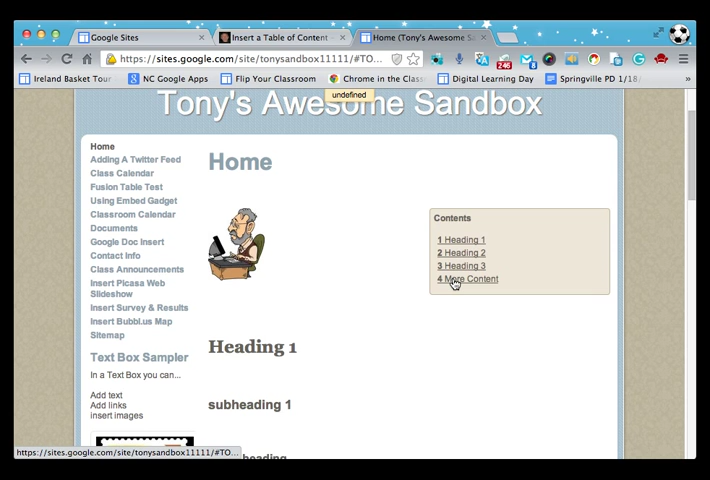 Google Sites
Insert a Table of Content –
Home (Tony's Awesome Sa
https://sites.google.com/site/tonysandbox11111/#TO...
246
8
Ireland Basket Tour
NC Google Apps
Flip Your Classroom
Chrome in the Class
Digital Learning Day
Springville PD 1/18/
»
undefined
Tony's Awesome Sandbox
Home
Adding A Twitter Feed
Class Calendar
Fusion Table Test
Using Embed Gadget
Classroom Calendar
Documents
Google Doc Insert
Contact Info
Class Announcements
Insert Picasa Web
Slideshow
Insert Survey & Results
Insert Bubbl.us Map
Sitemap
Text Box Sampler
In a Text Box you can...
Add text
Add links
insert images
Home
Contents
1 Heading 1
2 Heading 2
3 Heading 3
4 More Content
Heading 1
subheading 1
heading
https://sites.google.com/site/tonysandbox11111/#TO...